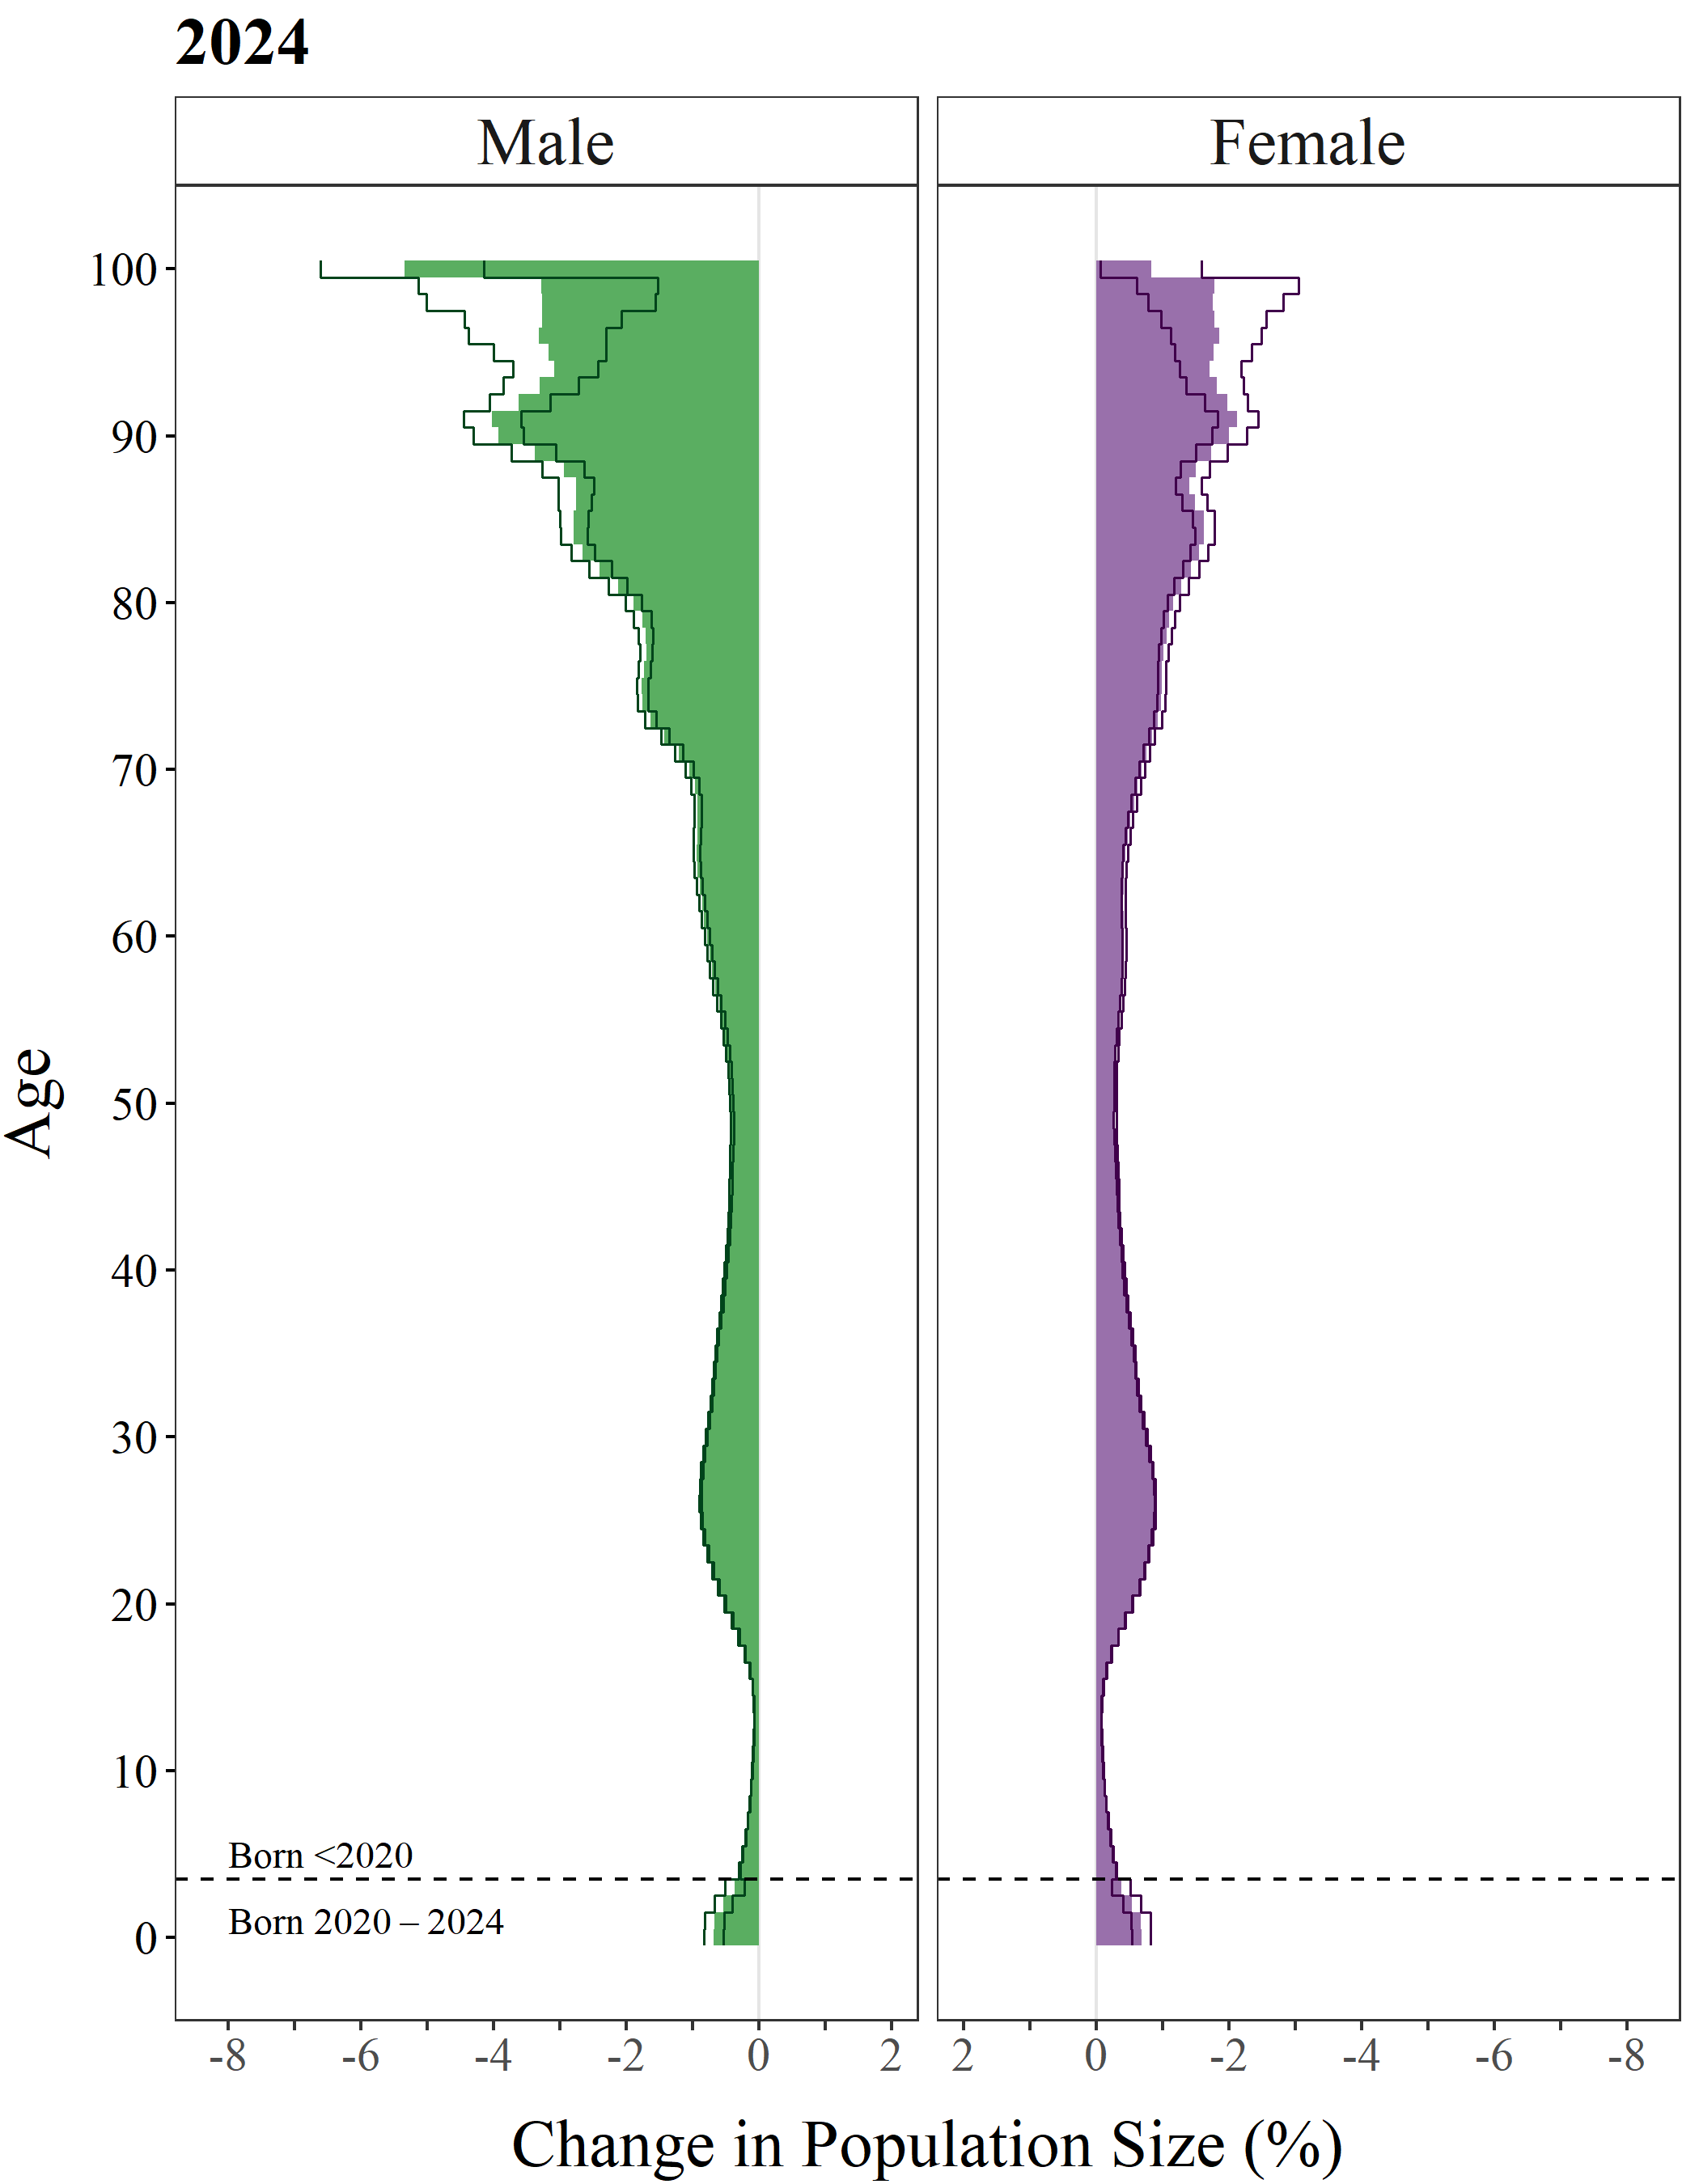 2024
Male
Female
100
90
80
70
60
50
40
30
20
10
0
Age
Born <2020
Born 2020 – 2024
-8 -6 -4 -2 0 2
2 0 -2 -4 -6 -8
Change in Population Size (%)